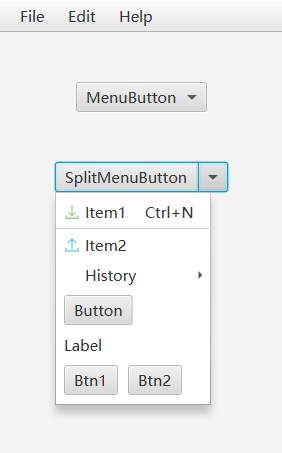 File Edit Help
MenuButton
SplitMenuButton
Item1 Ctrl+N
Item2
History
Button
Label
Btn1 Btn2